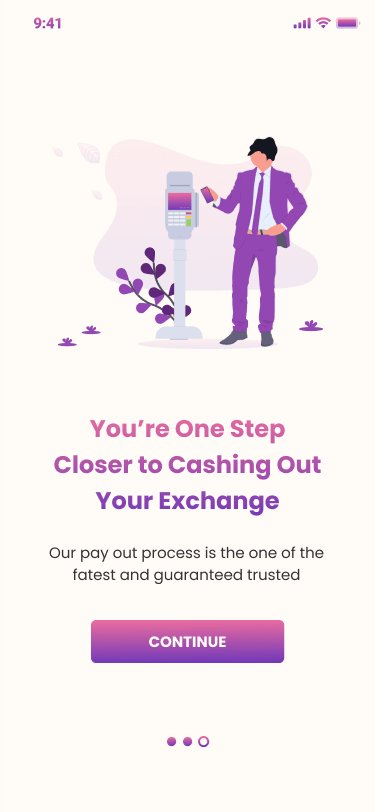 9:41
You’re One Step
Closer to Cashing Out
Your Exchange
Our pay out process is the one of the
fatest and guaranteed trusted
CONTINUE